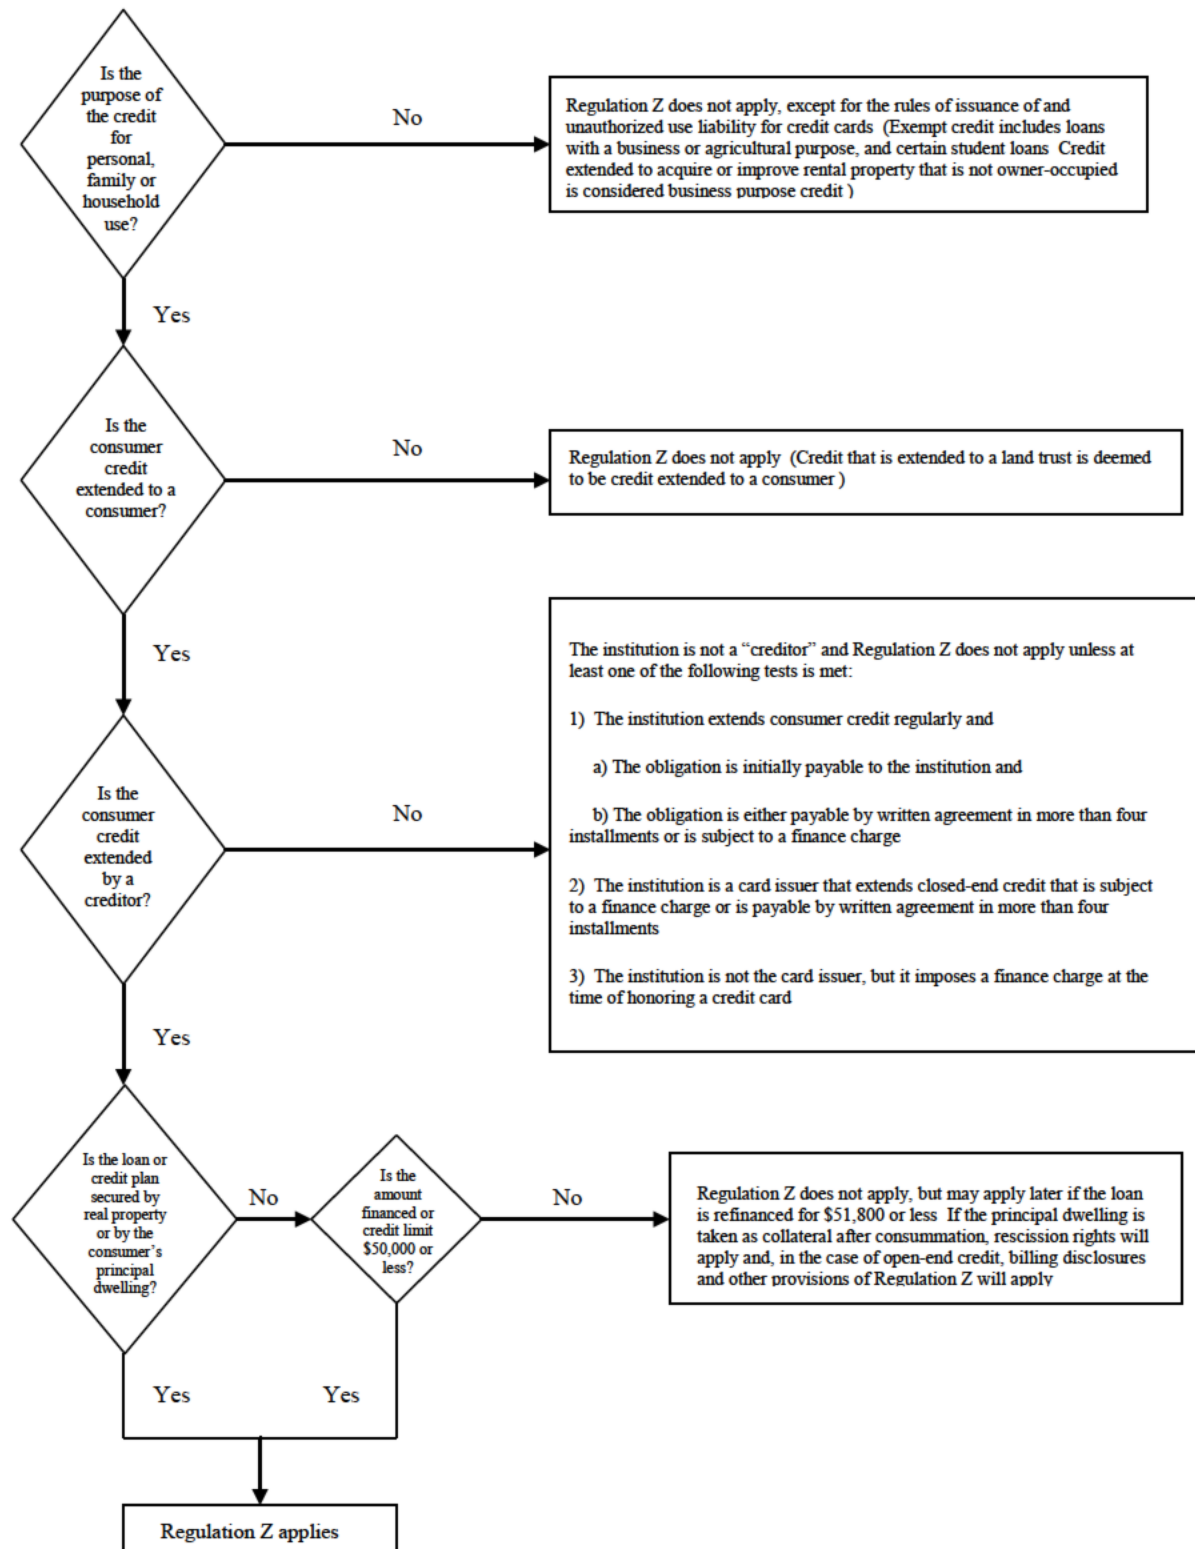 Is the
purpose of
the credit
for
personal,
family or
household
use?
No
Regulation Z does not apply, except for the rules of issuance of and
unauthorized use liability for credit cards (Exempt credit includes loans
with a business or agricultural purpose, and certain student loans Credit
extended to acquire or improve rental property that is not owner-occupied
is considered business purpose credit )
Yes
Is the
consumer
credit
extended to a
consumer?
No
Regulation Z does not apply (Credit that is extended to a land trust is deemed
to be credit extended to a consumer )
Yes
Is the
consumer
credit
extended
by a
creditor?
No
The institution is not a “creditor” and Regulation Z does not apply unless at
least one of the following tests is met:
1) The institution extends consumer credit regularly and
a) The obligation is initially payable to the institution and
b) The obligation is either payable by written agreement in more than four
installments or is subject to a finance charge
2) The institution is a card issuer that extends closed-end credit that is subject
to a finance charge or is payable by written agreement in more than four
installments
3) The institution is not the card issuer, but it imposes a finance charge at the
time of honoring a credit card
Yes
Is the loan or
credit plan
secured by
real property
or by the
consumer’s
principal
dwelling?
No
Is the
amount
financed or
credit limit
$50,000 or
less?
No
Regulation Z does not apply, but may apply later if the loan
is refinanced for $51,800 or less If the principal dwelling is
taken as collateral after consummation, rescission rights will
apply and, in the case of open-end credit, billing disclosures
and other provisions of Regulation Z will apply
Yes
Yes
Regulation Z applies